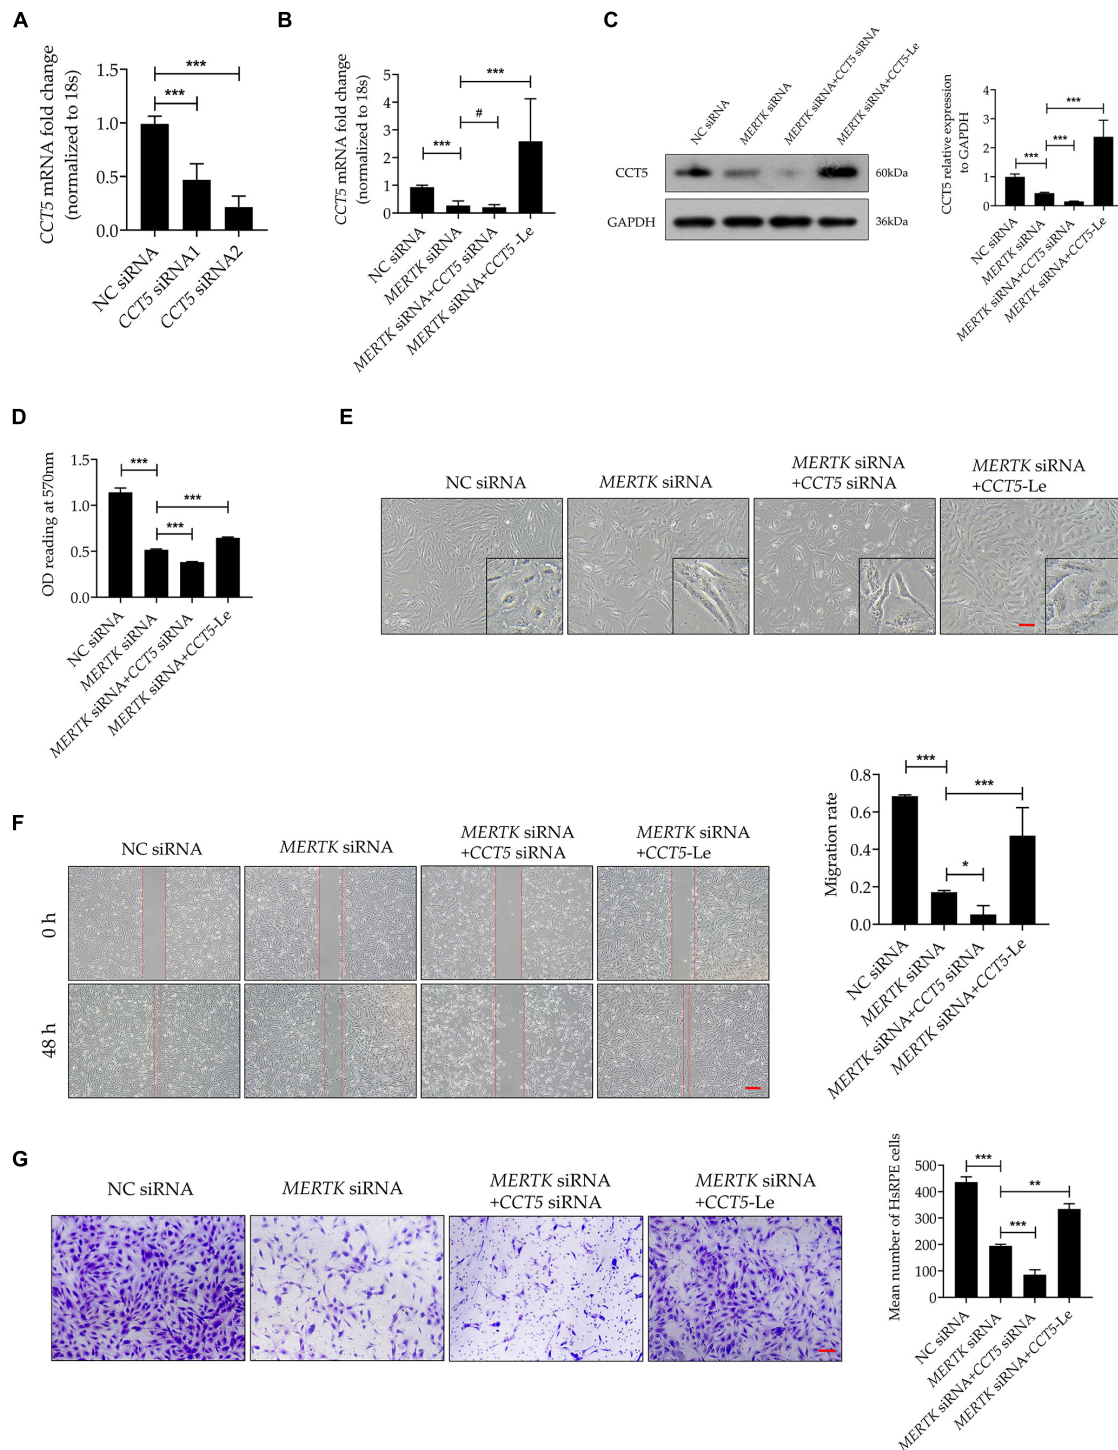 A
CCT5 mRNA fold change
(normalized to 18s)
1.5
1.0
0.5
0.0
***
***
NC siRNA
CCT5 siRNA1
CCT5 siRNA2
B
CCT5 mRNA fold change
(normalized to 18s)
5
4
3
2
1
0
***
#
***
NC siRNA
MERTK siRNA
MERTK siRNA+CCT5 siRNA
MERTK siRNA+CCT5 -Le
C
NC siRNA
MERTK siRNA
MERTK siRNA+CCT5 siRNA
MERTK siRNA+CCT5-Le
CCT5
60kDa
GAPDH
36kDa
CCT5 relative expression
to GAPDH
4
3
2
1
0
***
***
***
NC siRNA
MERTK siRNA
MERTK siRNA+CCT5 siRNA
MERTK siRNA+CCT5-Le
D
OD reading at 570nm
1.5
1.0
0.5
0.0
***
***
***
NC siRNA
MERTK siRNA
MERTK siRNA+CCT5 siRNA
MERTK siRNA+CCT5-Le
E
NC siRNA
MERTK siRNA
MERTK siRNA
+CCT5 siRNA
MERTK siRNA
+CCT5-Le
F
NC siRNA
MERTK siRNA
MERTK siRNA
+CCT5 siRNA
MERTK siRNA
+CCT5-Le
0 h
48 h
Migration rate
0.8
0.6
0.4
0.2
0.0
***
***
*
NC siRNA
MERTK siRNA
MERTK siRNA+CCT5 siRNA
MERTK siRNA+CCT5-Le
G
NC siRNA
MERTK siRNA
MERTK siRNA
+CCT5 siRNA
MERTK siRNA
+CCT5-Le
Mean number of HsRPE cells
500
400
300
200
100
0
***
**
***
NC siRNA
MERTK siRNA
MERTK siRNA+CCT5 siRNA
MERTK siRNA+CCT5-Le